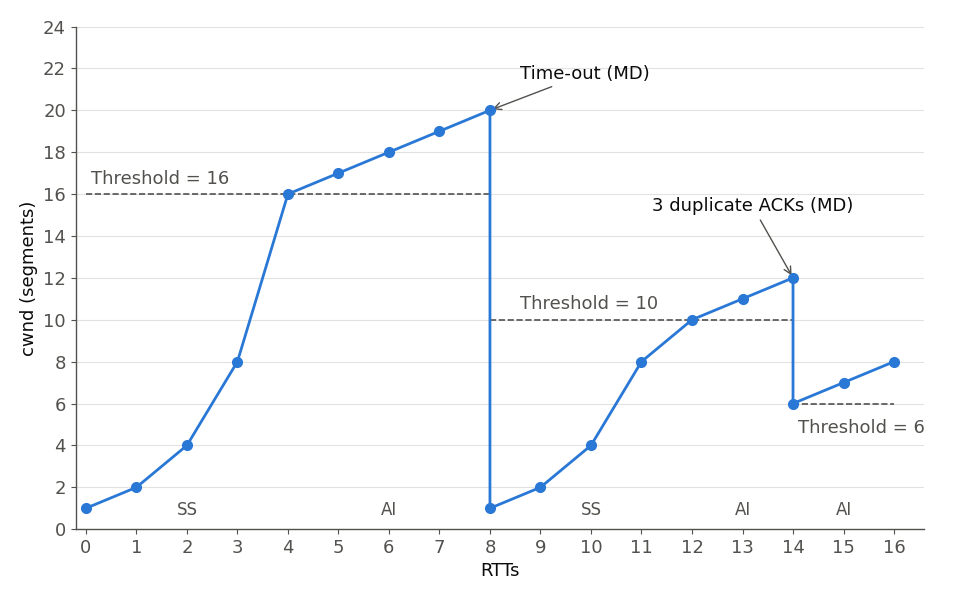 24
22
20
18
16
14
12
10
8
6
4
2
0
cwnd (segments)
Time-out (MD)
Threshold = 16
3 duplicate ACKs (MD)
Threshold = 10
Threshold = 6
SS
AI
SS
AI
AI
0 1 2 3 4 5 6 7 8 9 10 11 12 13 14 15 16
RTTs